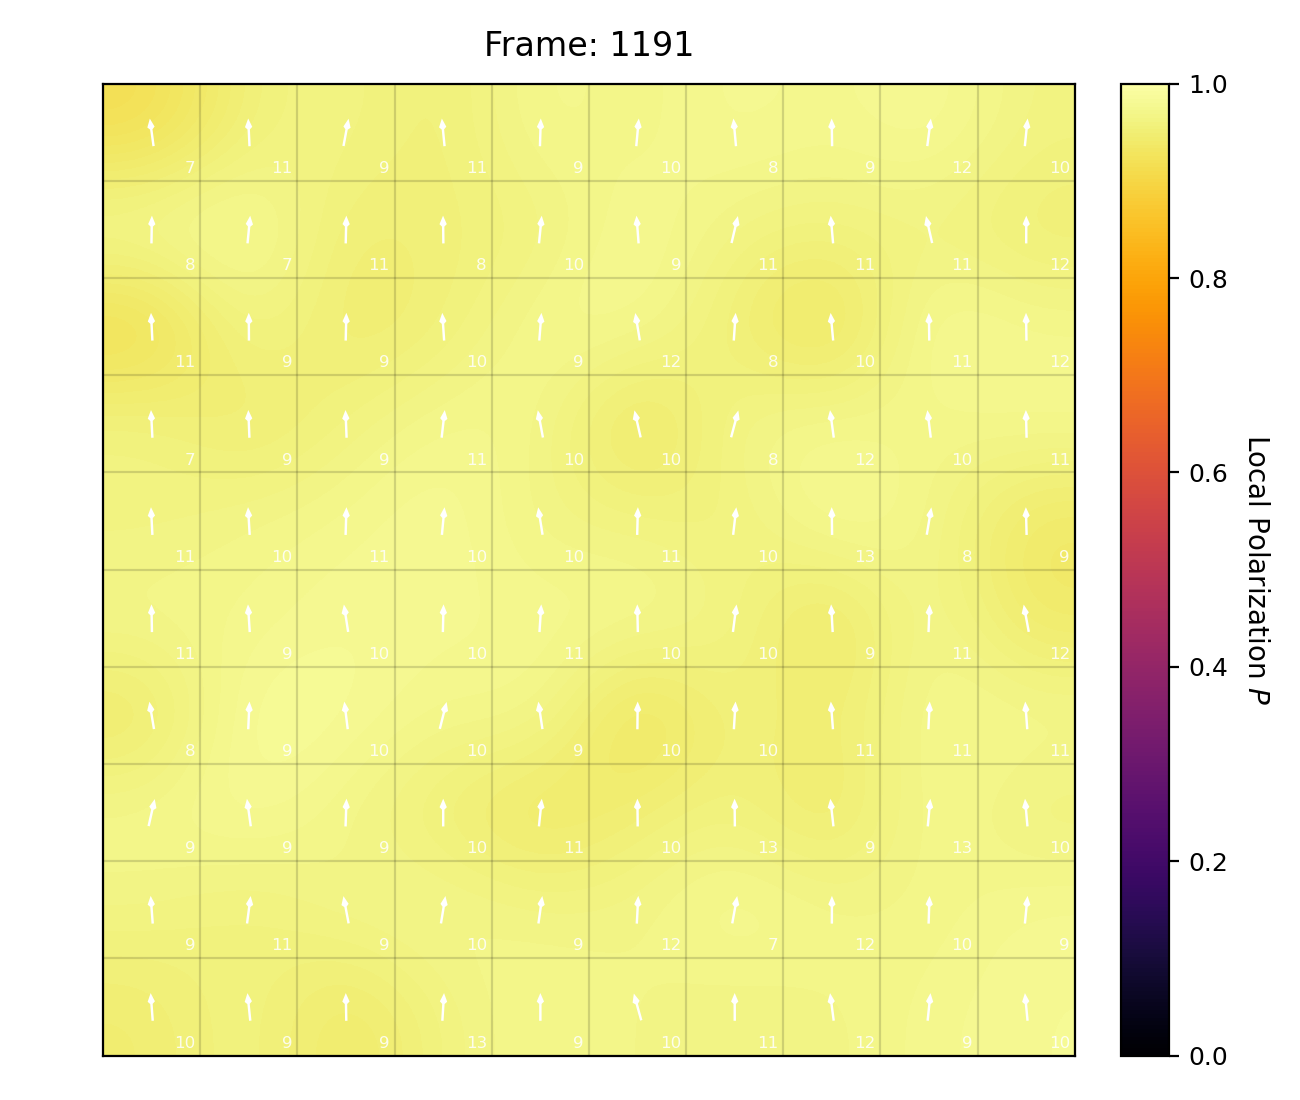 Frame: 1191
7 11 9 11 9 10 8 9 12 10
8 7 11 8 10 9 11 11 11 12
11 9 9 10 9 12 8 10 11 12
7 9 9 11 10 10 8 12 10 11
11 10 11 10 10 11 10 13 8 9
11 9 10 10 11 10 10 9 11 12
8 9 10 10 9 10 10 11 11 11
9 9 9 10 11 10 13 9 13 10
9 11 9 10 9 12 7 12 10 9
10 9 9 13 9 10 11 12 9 10
1.0
0.8
0.6
0.4
0.2
0.0
Local Polarization P